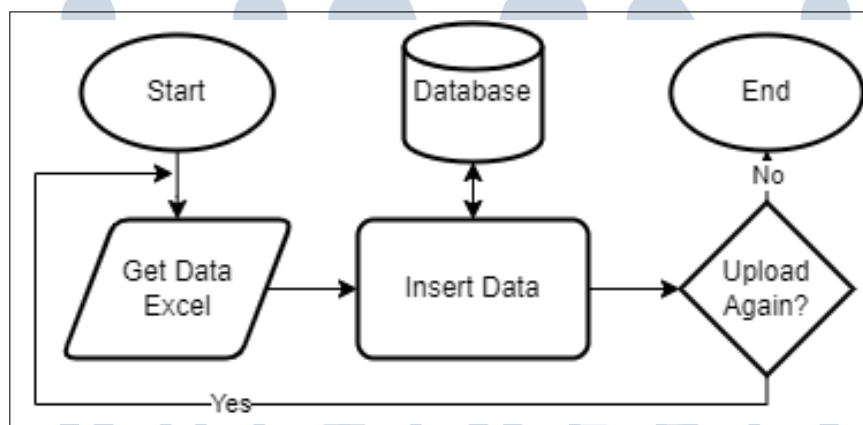 Start
Database
End
No
Get Data
Excel
Insert Data
Upload
Again?
Yes